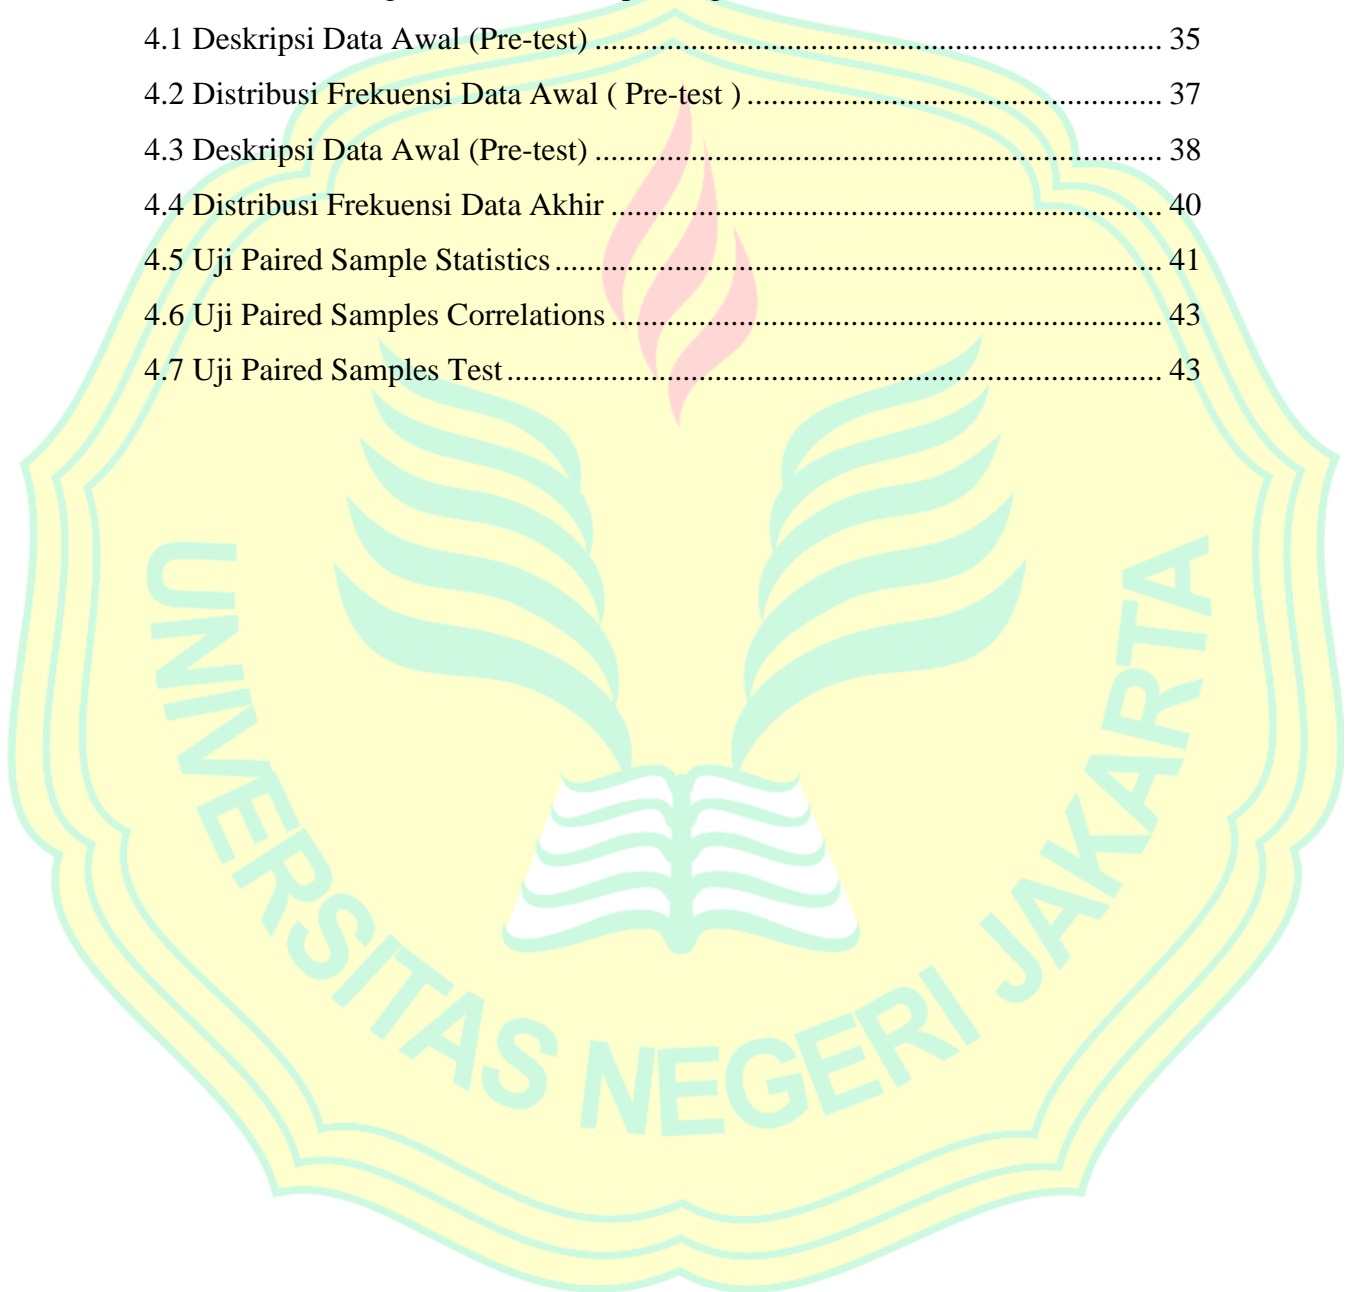 4.1 Deskripsi Data Awal (Pre-test) ...................................................................... 35
4.2 Distribusi Frekuensi Data Awal ( Pre-test ) ................................................... 37
4.3 Deskripsi Data Awal (Pre-test) ...................................................................... 38
4.4 Distribusi Frekuensi Data Akhir .................................................................... 40
4.5 Uji Paired Sample Statistics ........................................................................... 41
4.6 Uji Paired Samples Correlations .................................................................... 43
4.7 Uji Paired Samples Test ................................................................................. 43
UNIVERSITAS NEGERI JAKARTA